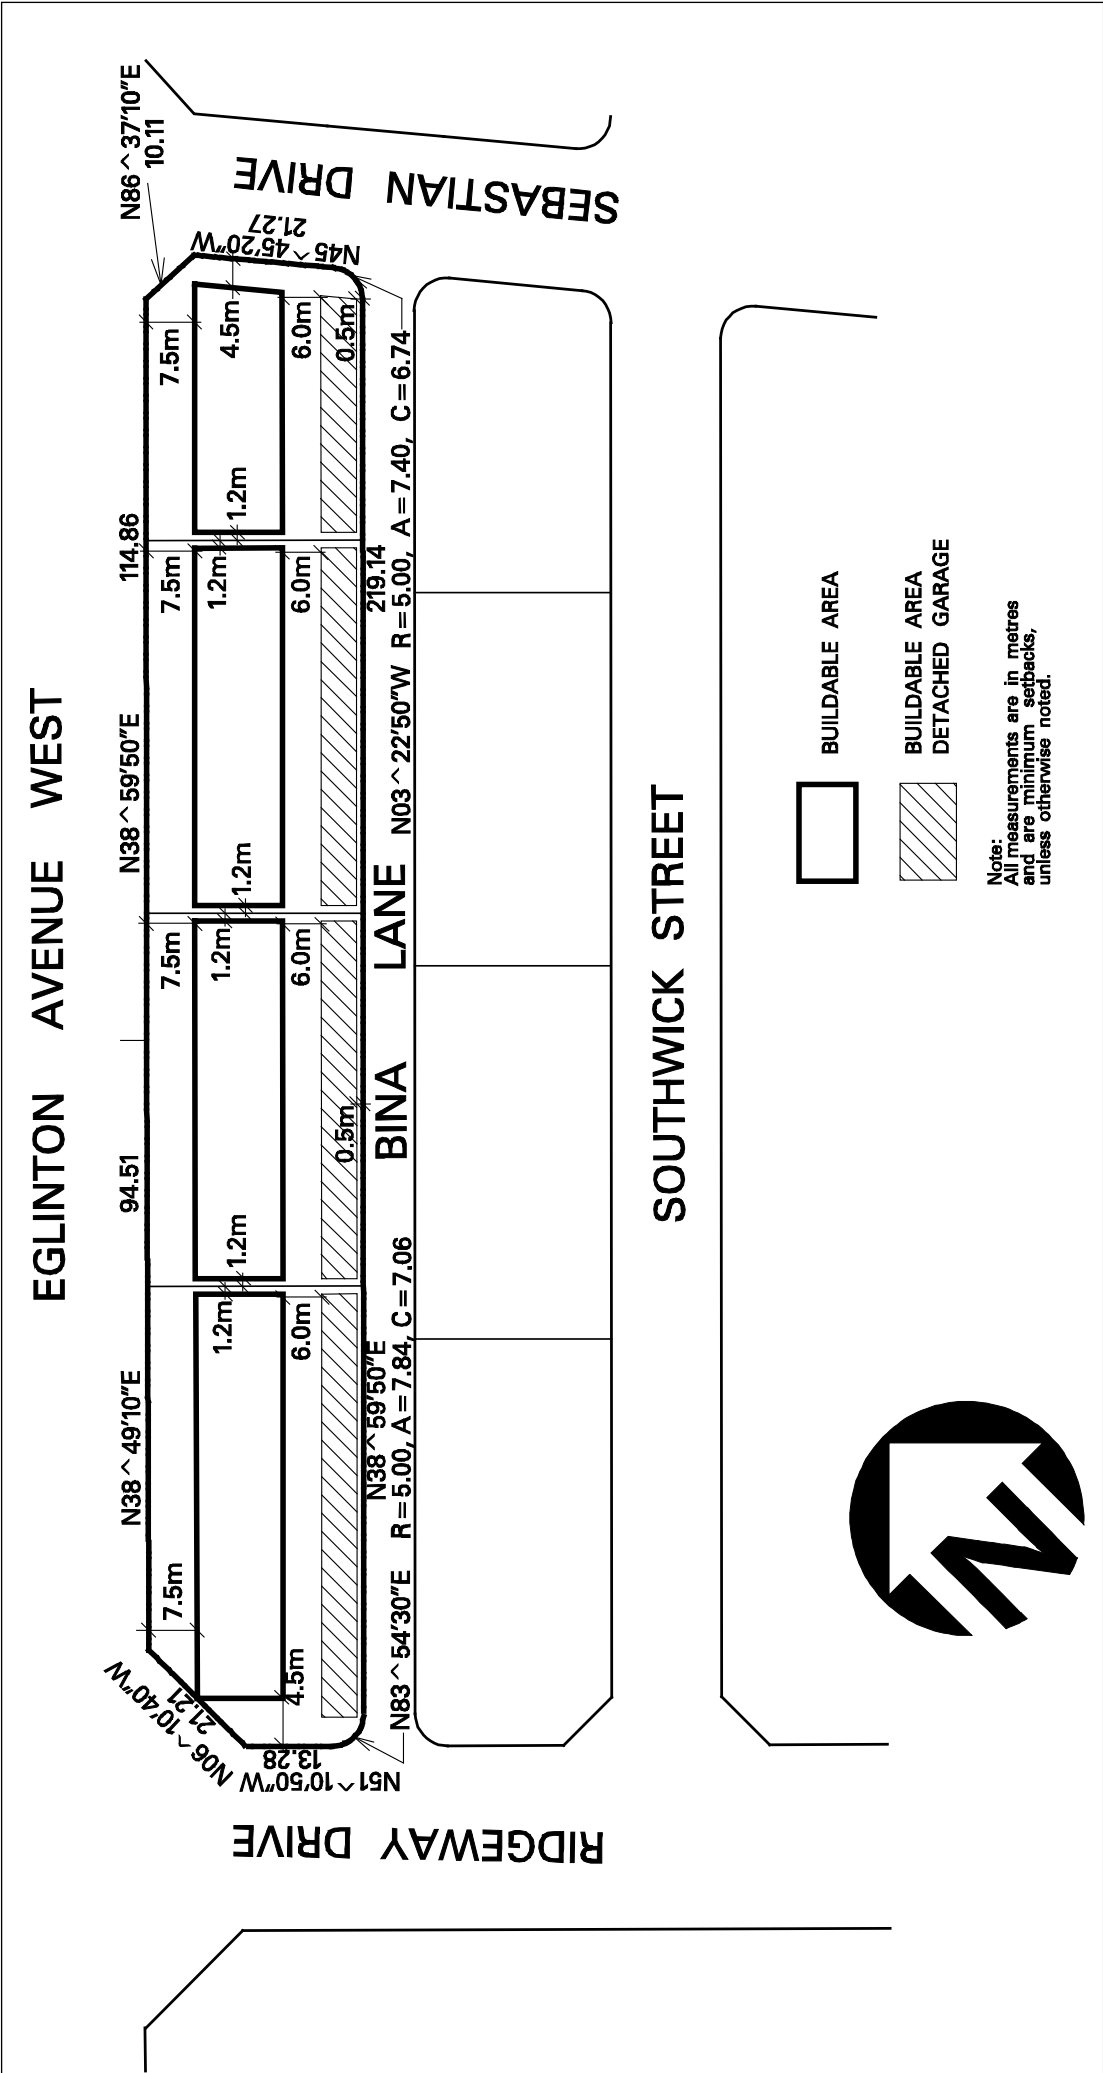 EGLINTON AVENUE WEST
N86^37'10"E
10.11
N38^49'10"E
94.51
N38^59'50"E
114.86
N06^10'40"W
21.21
7.5m
7.5m
7.5m
7.5m
4.5m
1.2m
1.2m
1.2m
1.2m
1.2m
1.2m
4.5m
6.0m
6.0m
6.0m
6.0m
0.5m
0.5m
N51^10'50"W
13.28
N45^45'20"W
21.27
N38^59'50"E
219.14
BINA LANE
N83^54'30"E R=5.00, A=7.84, C=7.06
N03^22'50"W R=5.00, A=7.40, C=6.74
RIDGEWAY DRIVE
SEBASTIAN DRIVE
SOUTHWICK STREET
BUILDABLE AREA
BUILDABLE AREA
DETACHED GARAGE
Note:
All measurements are in metres
and are minimum setbacks,
unless otherwise noted.
N